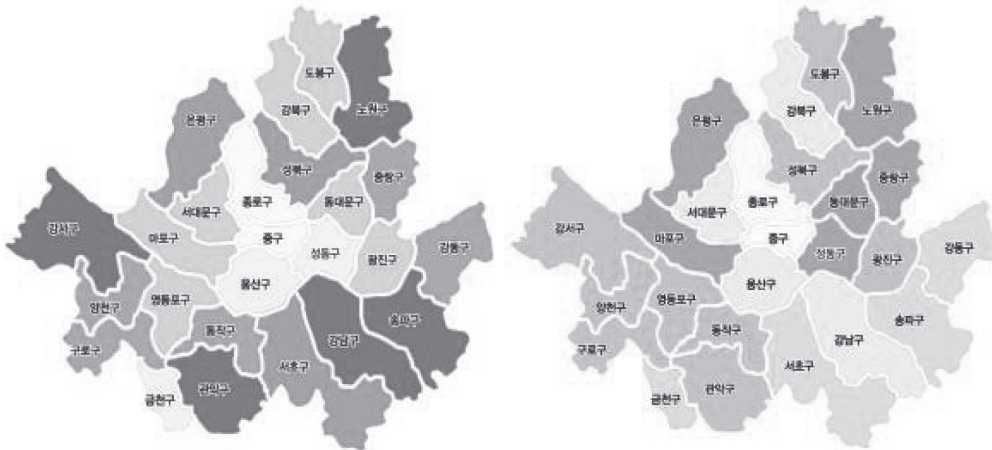 도봉구
노원구
강북구
은평구
성북구
중랑구
서대문구
종로구
동대문구
강서구
마포구
중구
성동구
광진구
강동구
용산구
양천구
영등포구
송파구
동작구
구로구
강남구
서초구
관악구
금천구
도봉구
강북구
노원구
은평구
성북구
중랑구
서대문구
종로구
동대문구
강서구
마포구
중구
성동구
광진구
강동구
용산구
양천구
영등포구
송파구
동작구
강남구
구로구
서초구
관악구
금천구